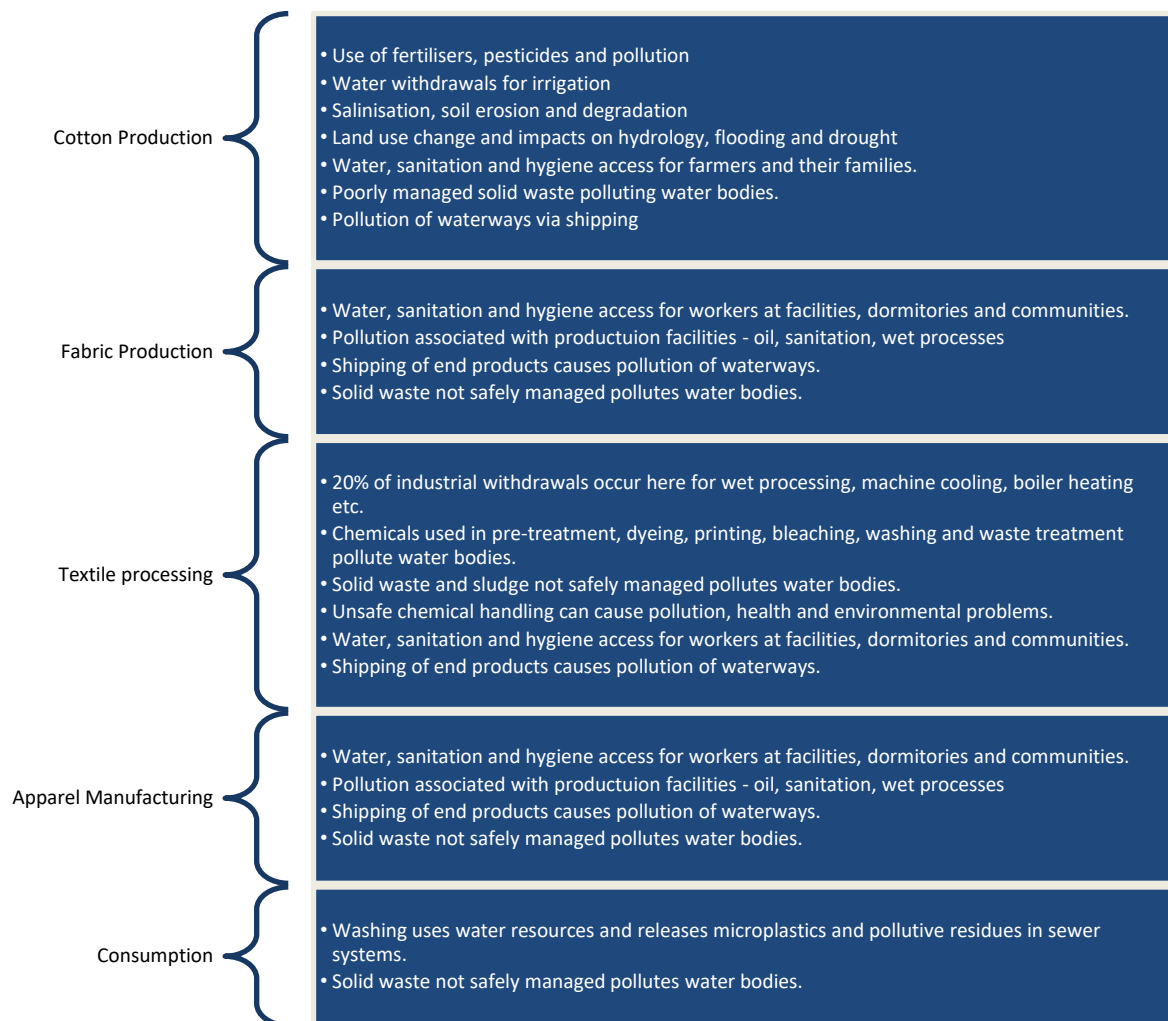 Cotton Production
• Use of fertilisers, pesticides and pollution
• Water withdrawals for irrigation
• Salinisation, soil erosion and degradation
• Land use change and impacts on hydrology, flooding and drought
• Water, sanitation and hygiene access for farmers and their families.
• Poorly managed solid waste polluting water bodies.
• Pollution of waterways via shipping
Fabric Production
• Water, sanitation and hygiene access for workers at facilities, dormitories and communities.
• Pollution associated with productuion facilities - oil, sanitation, wet processes
• Shipping of end products causes pollution of waterways.
• Solid waste not safely managed pollutes water bodies.
Textile processing
• 20% of industrial withdrawals occur here for wet processing, machine cooling, boiler heating
etc.
• Chemicals used in pre-treatment, dyeing, printing, bleaching, washing and waste treatment
pollute water bodies.
• Solid waste and sludge not safely managed pollutes water bodies.
• Unsafe chemical handling can cause pollution, health and environmental problems.
• Water, sanitation and hygiene access for workers at facilities, dormitories and communities.
• Shipping of end products causes pollution of waterways.
Apparel Manufacturing
• Water, sanitation and hygiene access for workers at facilities, dormitories and communities.
• Pollution associated with productuion facilities - oil, sanitation, wet processes
• Shipping of end products causes pollution of waterways.
• Solid waste not safely managed pollutes water bodies.
Consumption
• Washing uses water resources and releases microplastics and pollutive residues in sewer
systems.
• Solid waste not safely managed pollutes water bodies.